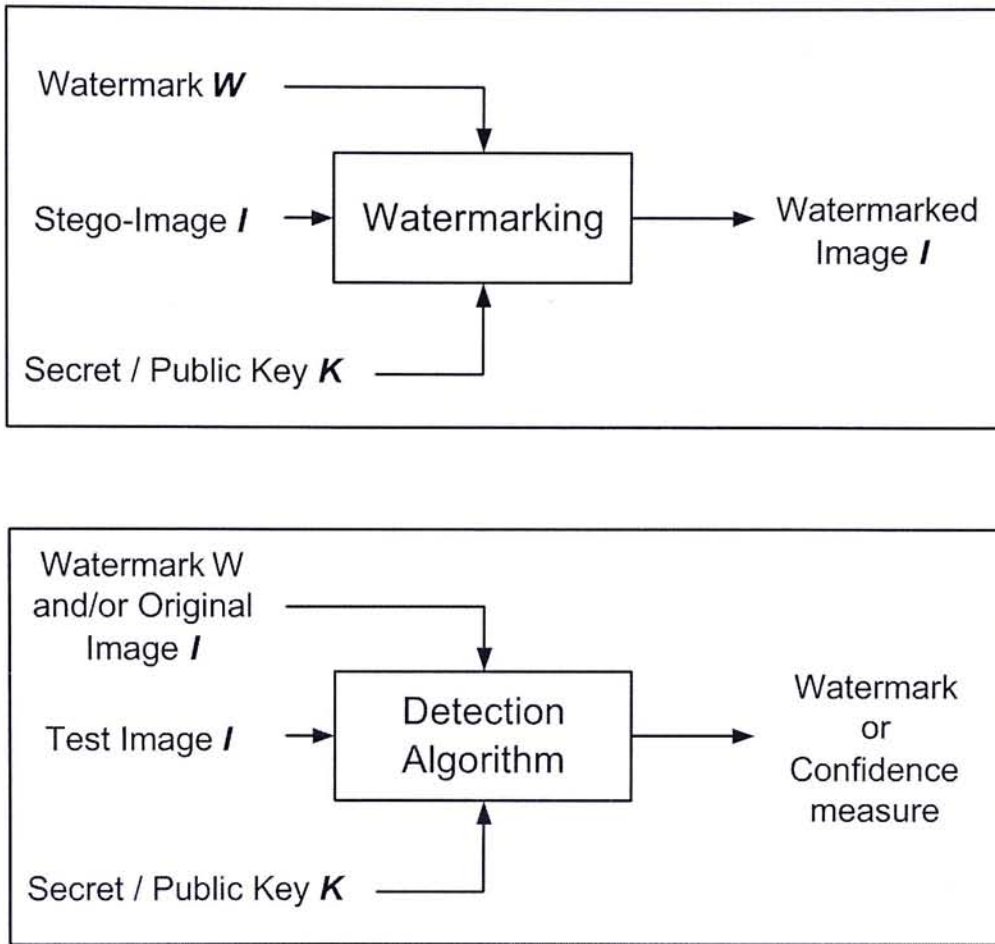 Watermark W
Stego-Image I
Watermarking
Watermarked
Image I
Secret / Public Key K
Watermark W
and/or Original
Image I
Test Image I
Detection
Algorithm
Watermark
or
Confidence
measure
Secret / Public Key K